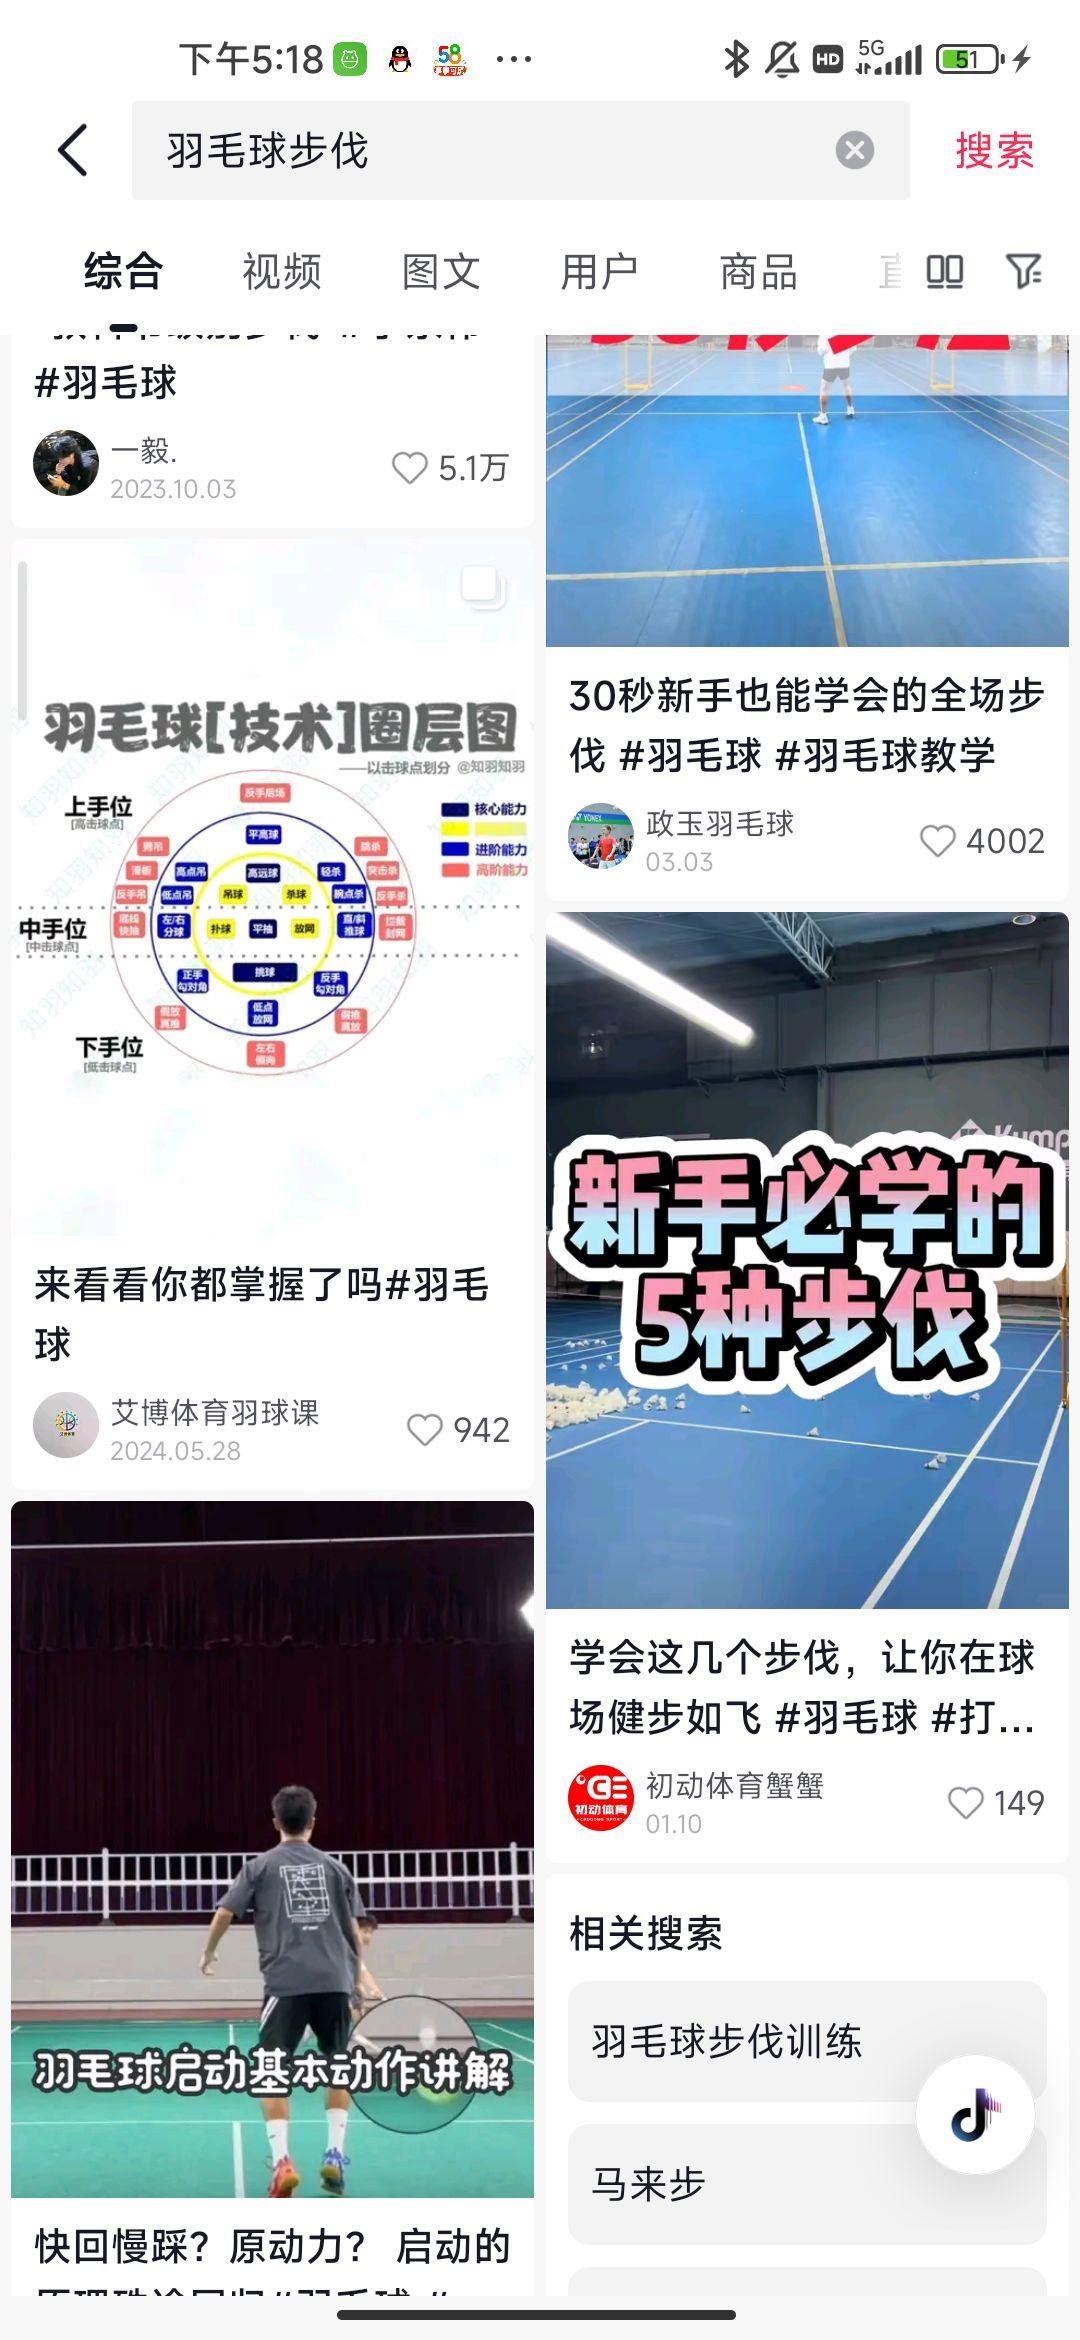 下午5:18
58
HD
5G
51
羽毛球步伐
搜索
综合
视频
图文
用户
商品
#羽毛球
一毅.
2023.10.03
5.1万
羽毛球[技术]圈层图
——以击球点划分 @知羽知羽
上手位
[高击球点]
中手位
[中击球点]
下手位
[低击球点]
核心能力
进阶能力
高阶能力
反手后场
平高球
劈吊
跳杀
滑板
高点吊
高远球
轻杀
突击杀
反手吊
低点吊
吊球
杀球
腕点杀
反手杀
底线
快抽
左/右
分球
扑球
平抽
放网
直/斜
推球
拦截
封网
正手
勾对角
挑球
反手
勾对角
假放
真推
低点
放网
假推
真放
左右
假向
来看看你都掌握了吗#羽毛
球
艾博体育羽球课
2024.05.28
942
羽毛球启动基本动作讲解
快回慢踩？原动力？ 启动的
30秒新手也能学会的全场步
伐 #羽毛球 #羽毛球教学
YONEX
政玉羽毛球
03.03
4002
新手必学的
5种步伐
学会这几个步伐，让你在球
场健步如飞 #羽毛球 #打...
初动体育
初动体育蟹蟹
01.10
149
相关搜索
羽毛球步伐训练
马来步